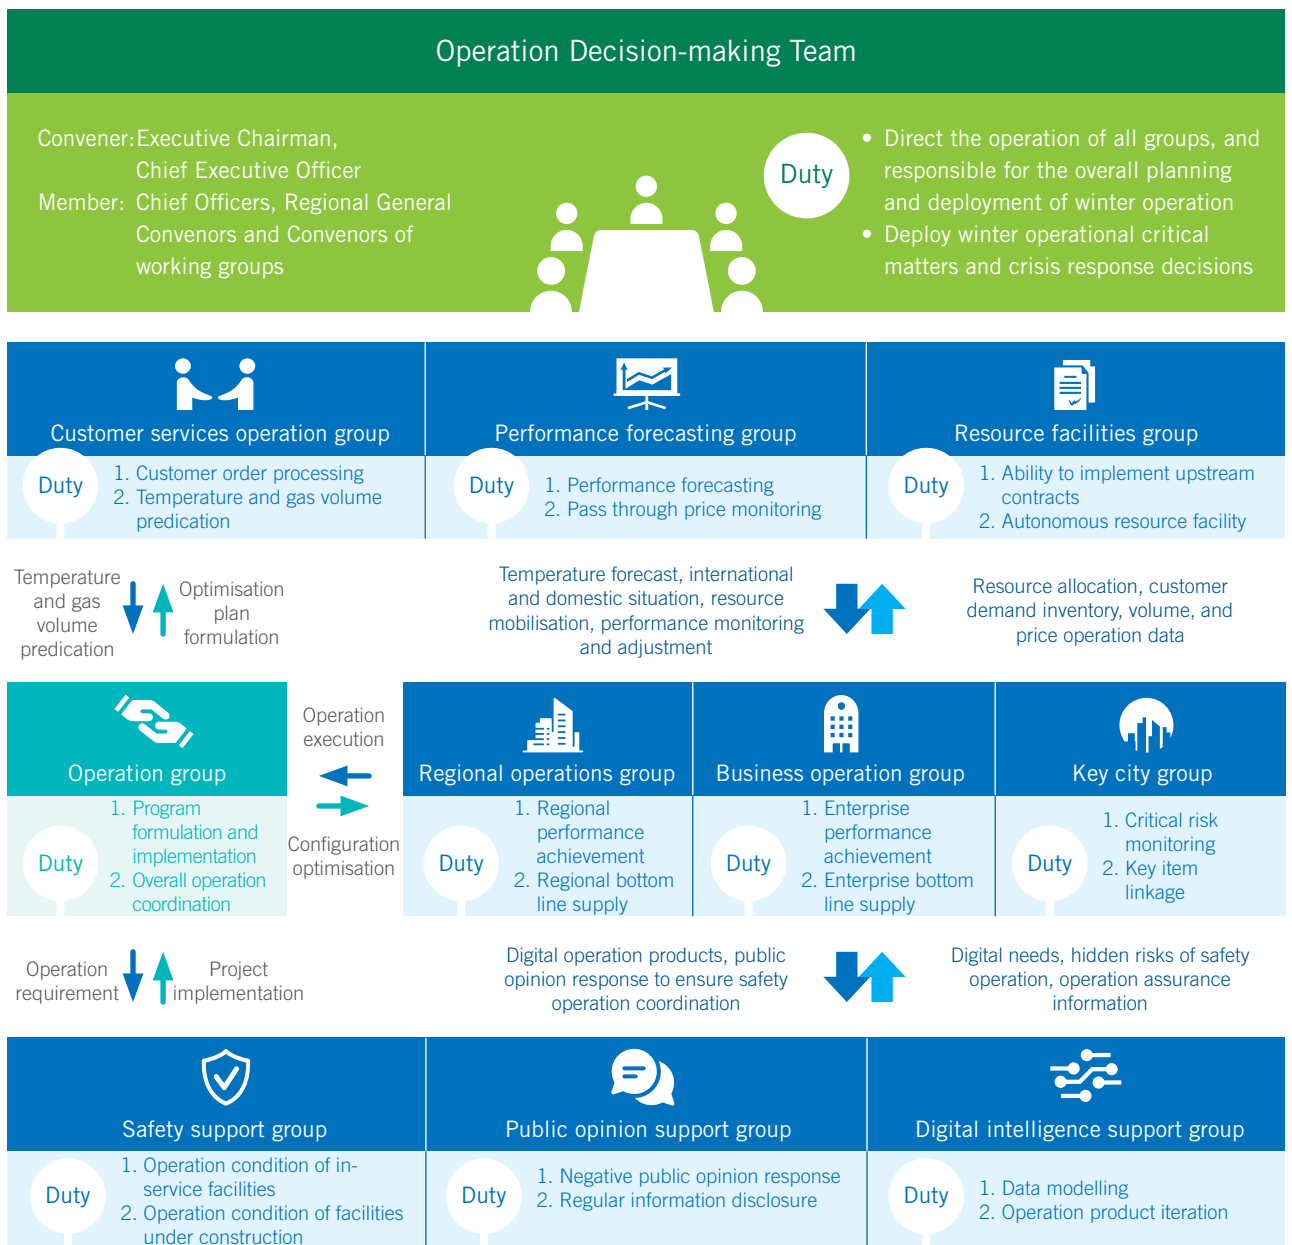 Operation Decision-making Team
Convener: Executive Chairman,
Chief Executive Officer
Member: Chief Officers, Regional General
Convenors and Convenors of
working groups
Duty
• Direct the operation of all groups, and
responsible for the overall planning
and deployment of winter operation
• Deploy winter operational critical
matters and crisis response decisions
Customer services operation group
Duty
1. Customer order processing
2. Temperature and gas volume
predication
Performance forecasting group
Duty
1. Performance forecasting
2. Pass through price monitoring
Resource facilities group
Duty
1. Ability to implement upstream
contracts
2. Autonomous resource facility
Temperature
and gas
volume
predication
Optimisation
plan
formulation
Temperature forecast, international
and domestic situation, resource
mobilisation, performance monitoring
and adjustment
Resource allocation, customer
demand inventory, volume, and
price operation data
Operation group
Duty
1. Program
formulation and
implementation
2. Overall operation
coordination
Operation
execution
Configuration
optimisation
Regional operations group
Duty
1. Regional
performance
achievement
2. Regional bottom
line supply
Business operation group
Duty
1. Enterprise
performance
achievement
2. Enterprise bottom
line supply
Key city group
Duty
1. Critical risk
monitoring
2. Key item
linkage
Operation
requirement
Project
implementation
Digital operation products, public
opinion response to ensure safety
operation coordination
Digital needs, hidden risks of safety
operation, operation assurance
information
Safety support group
Duty
1. Operation condition of in-
service facilities
2. Operation condition of facilities
under construction
Public opinion support group
Duty
1. Negative public opinion response
2. Regular information disclosure
Digital intelligence support group
Duty
1. Data modelling
2. Operation product iteration